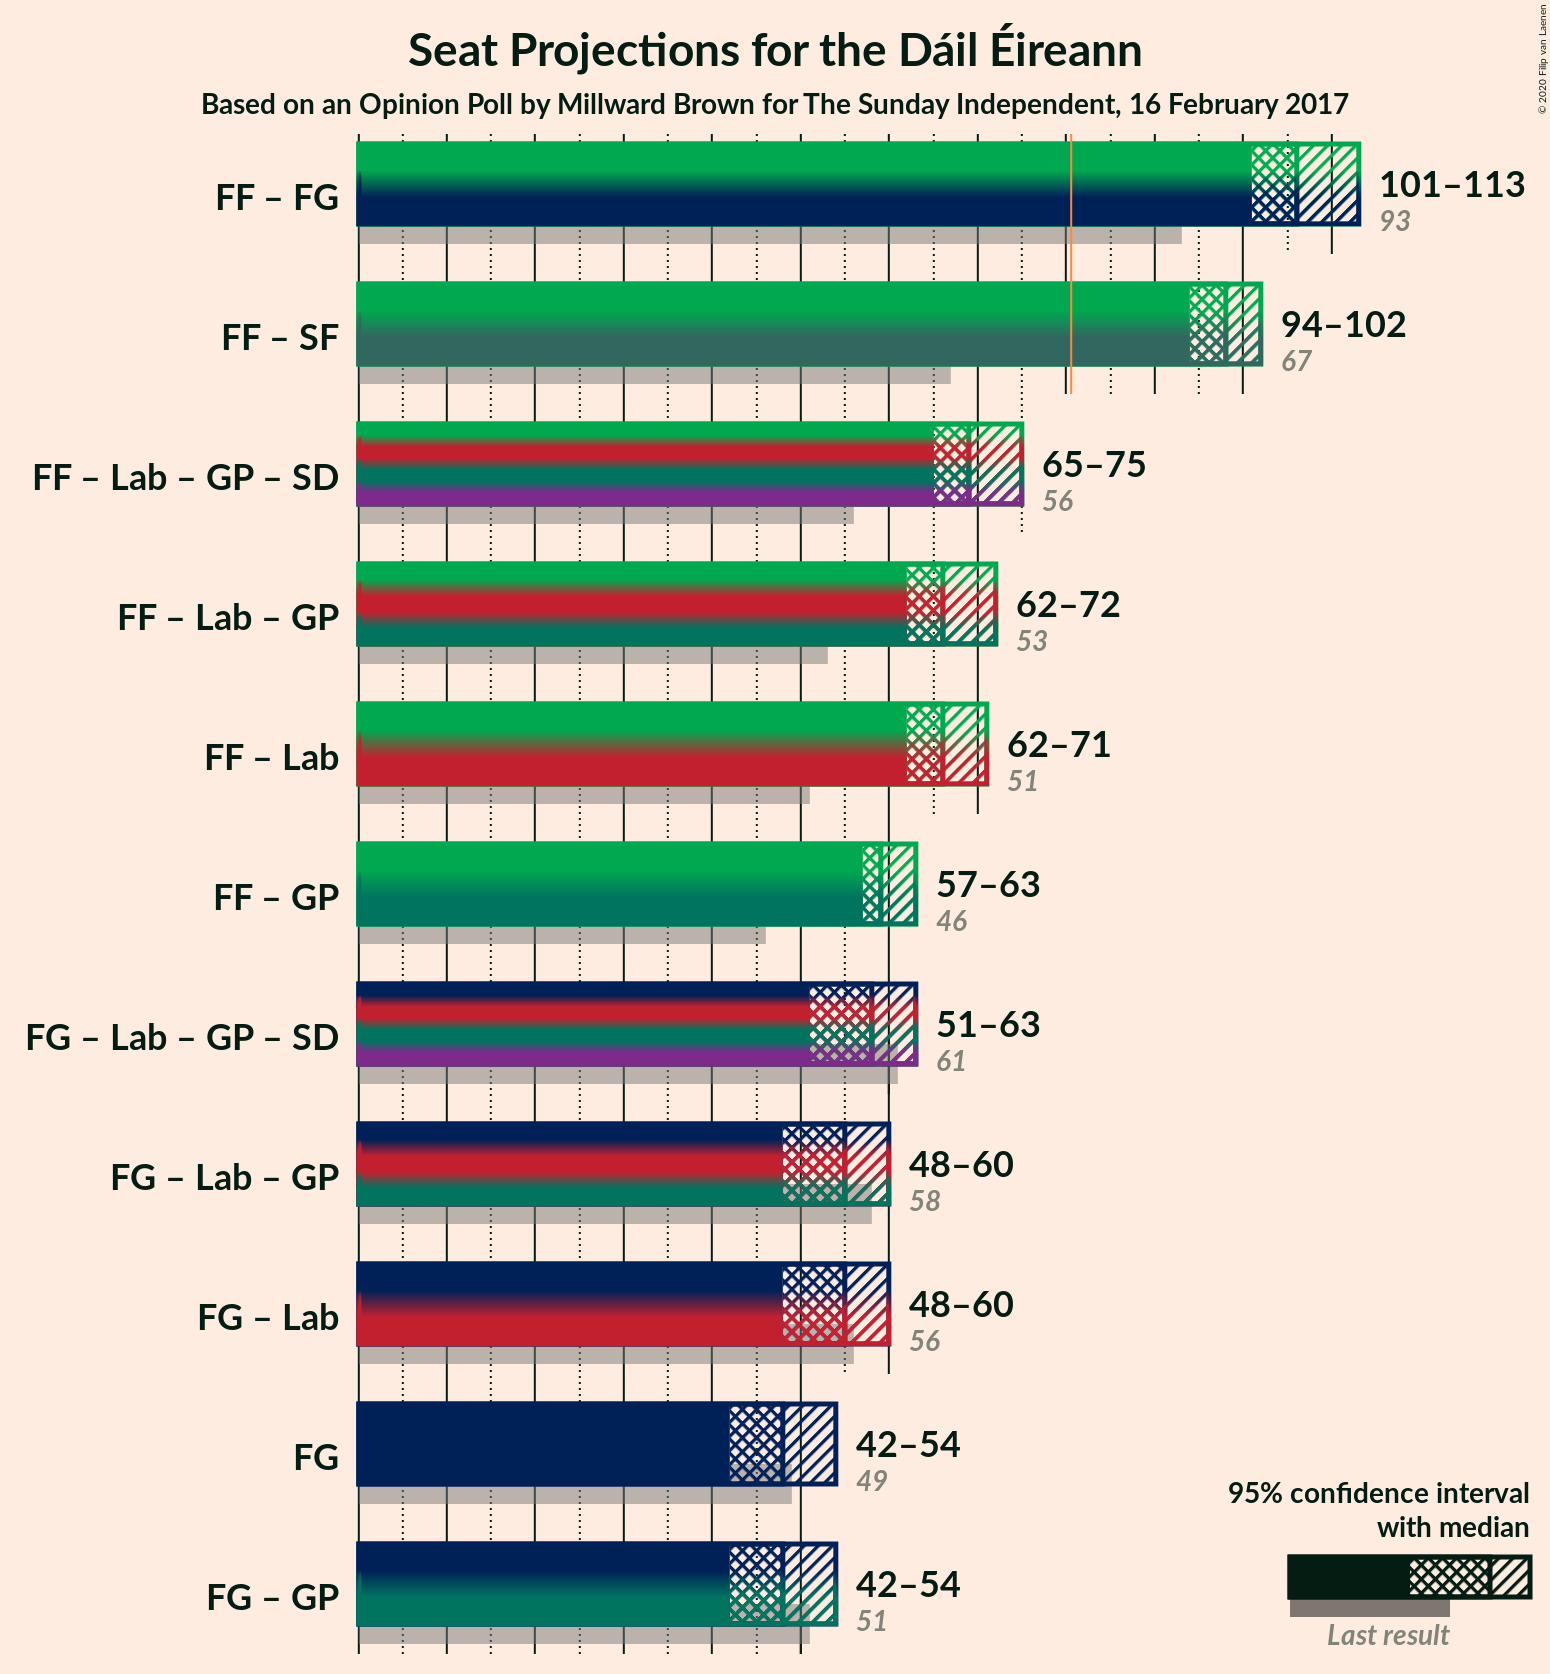 Seat Projections for the Dáil Éireann
Based on an Opinion Poll by Millward Brown for The Sunday Independent, 16 February 2017
© 2020 Filip van Laenen
FF – FG
101–113
93
FF – SF
94–102
67
FF – Lab – GP – SD
65–75
56
FF – Lab – GP
62–72
53
FF – Lab
62–71
51
FF – GP
57–63
46
FG – Lab – GP – SD
51–63
61
FG – Lab – GP
48–60
58
FG – Lab
48–60
56
FG
42–54
49
FG – GP
42–54
51
95% confidence interval
with median
Last result